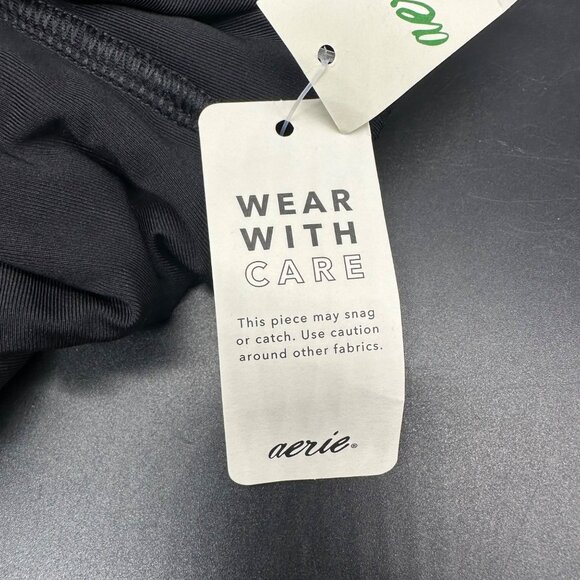 WEAR
WITH
CARE
This piece may snag
or catch. Use caution
around other fabrics.
aerie®